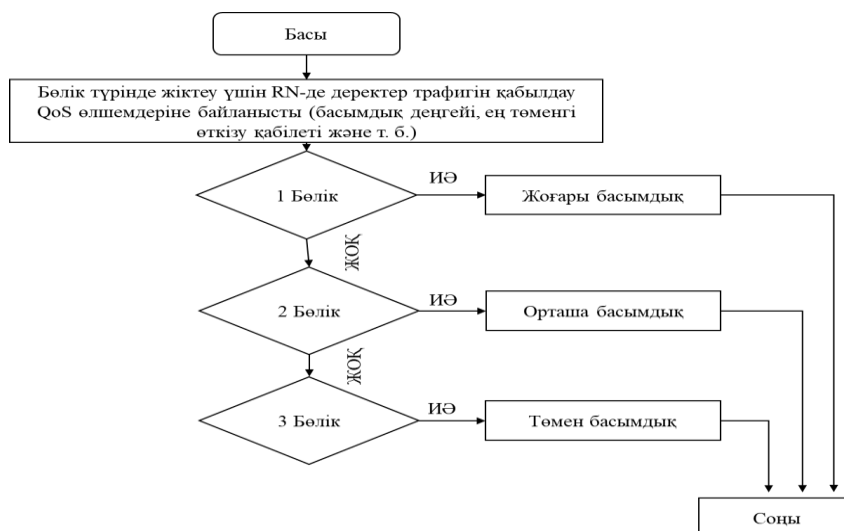 Басы
Бөлік түрінде жіктеу үшін RN-де деректер трафигін қабылдау
QoS өлшемдеріне байланысты (басымдық деңгейі, ең төменгі
өткізу қабілеті және т. б.)
1 Бөлік
ИӘ
Жоғары басымдық
ЖОҚ
2 Бөлік
ИӘ
Орташа басымдық
ЖОҚ
3 Бөлік
ИӘ
Төмен басымдық
Соңы